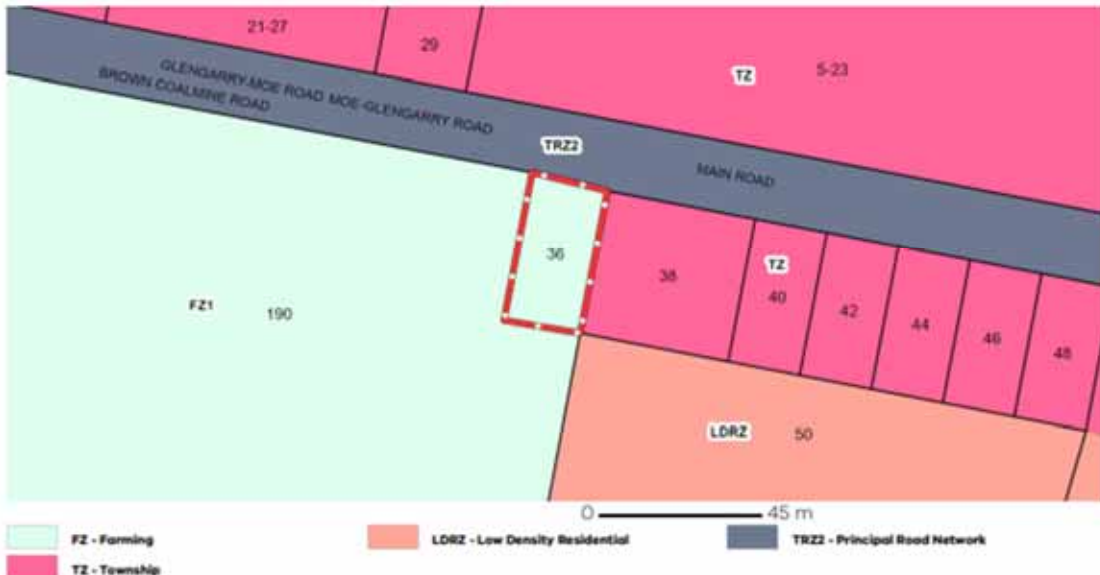 21-27
29
TZ
5-23
GLENGARRY-MOE ROAD MOE-GLENGARRY ROAD
BROWN COALMINE ROAD
TRZ2
MAIN ROAD
36
38
TZ
40
42
44
46
48
FZ1
190
LDRZ
50
0
45 m
FZ - Farming
LDRZ - Low Density Residential
TRZ2 - Principal Road Network
TZ - Township